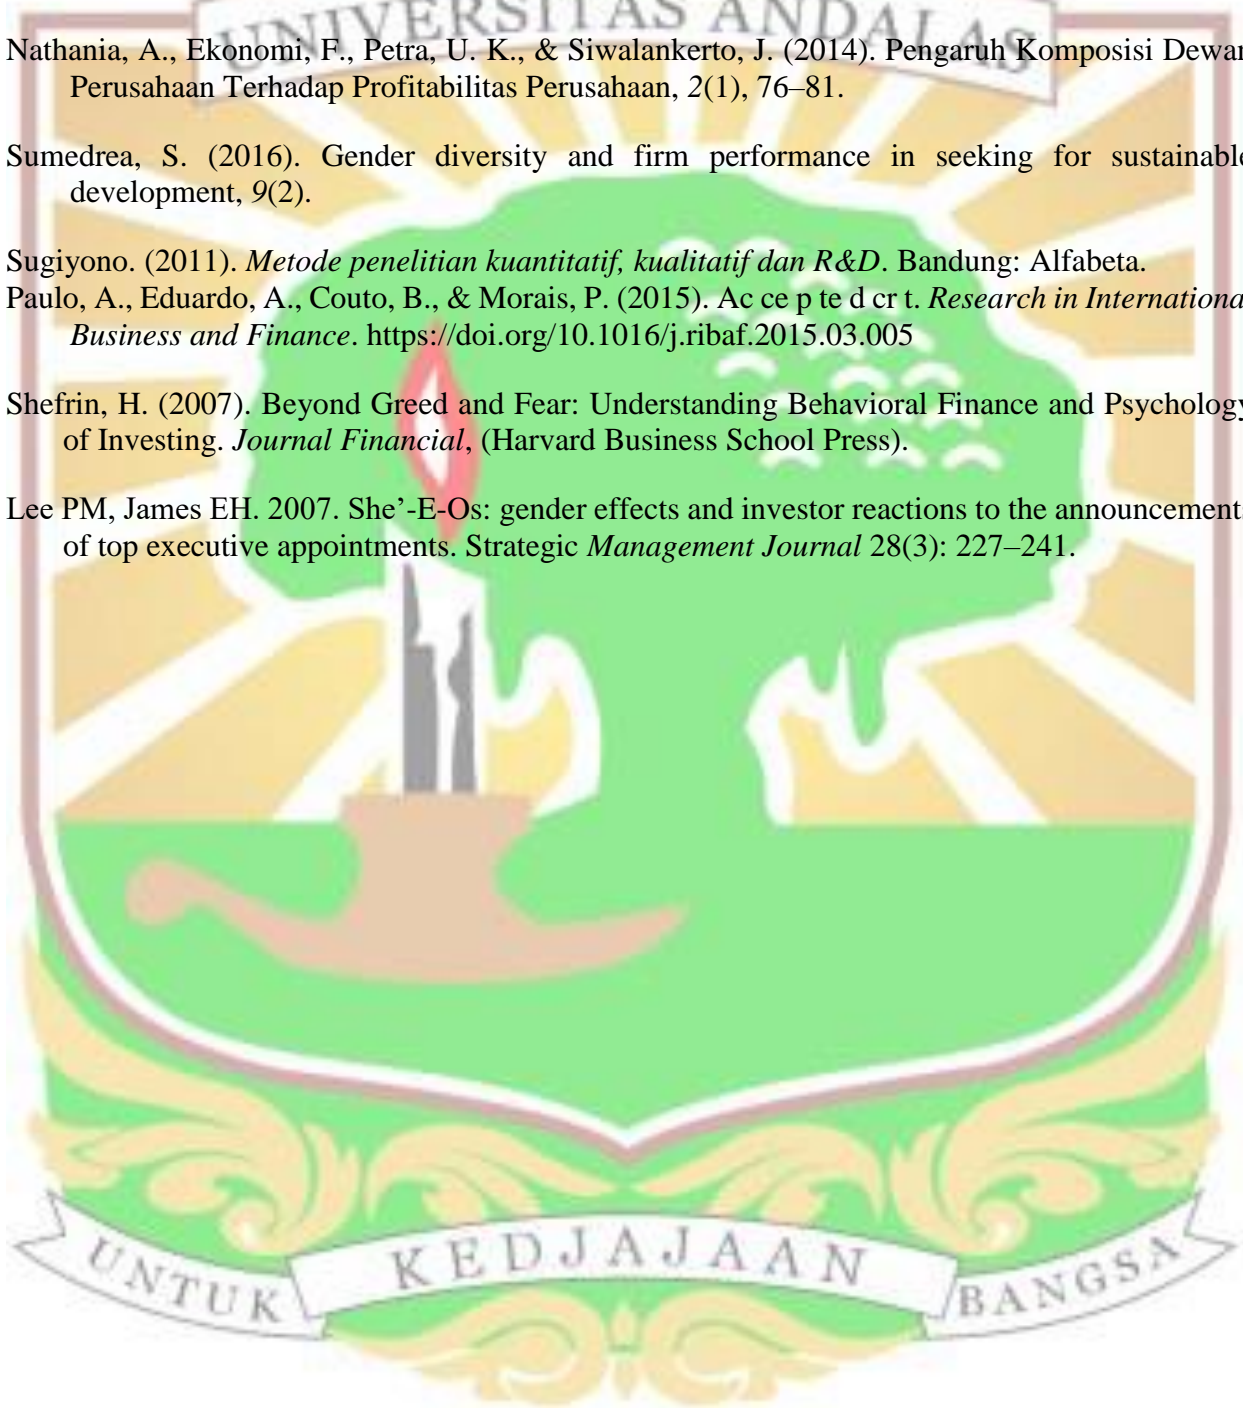 UNIVERSITAS ANDALAS
Nathania, A., Ekonomi, F., Petra, U. K., & Siwalankerto, J. (2014). Pengaruh Komposisi Dewan
Perusahaan Terhadap Profitabilitas Perusahaan, 2(1), 76–81.
Sumedrea, S. (2016). Gender diversity and firm performance in seeking for sustainable
development, 9(2).
Sugiyono. (2011). Metode penelitian kuantitatif, kualitatif dan R&D. Bandung: Alfabeta.
Paulo, A., Eduardo, A., Couto, B., & Morais, P. (2015). Ac ce p te d cr t. Research in International
Business and Finance. https://doi.org/10.1016/j.ribaf.2015.03.005
Shefrin, H. (2007). Beyond Greed and Fear: Understanding Behavioral Finance and Psychology
of Investing. Journal Financial, (Harvard Business School Press).
Lee PM, James EH. 2007. She’-E-Os: gender effects and investor reactions to the announcements
of top executive appointments. Strategic Management Journal 28(3): 227–241.
UNTUK KEDJAJAAN BANGSA